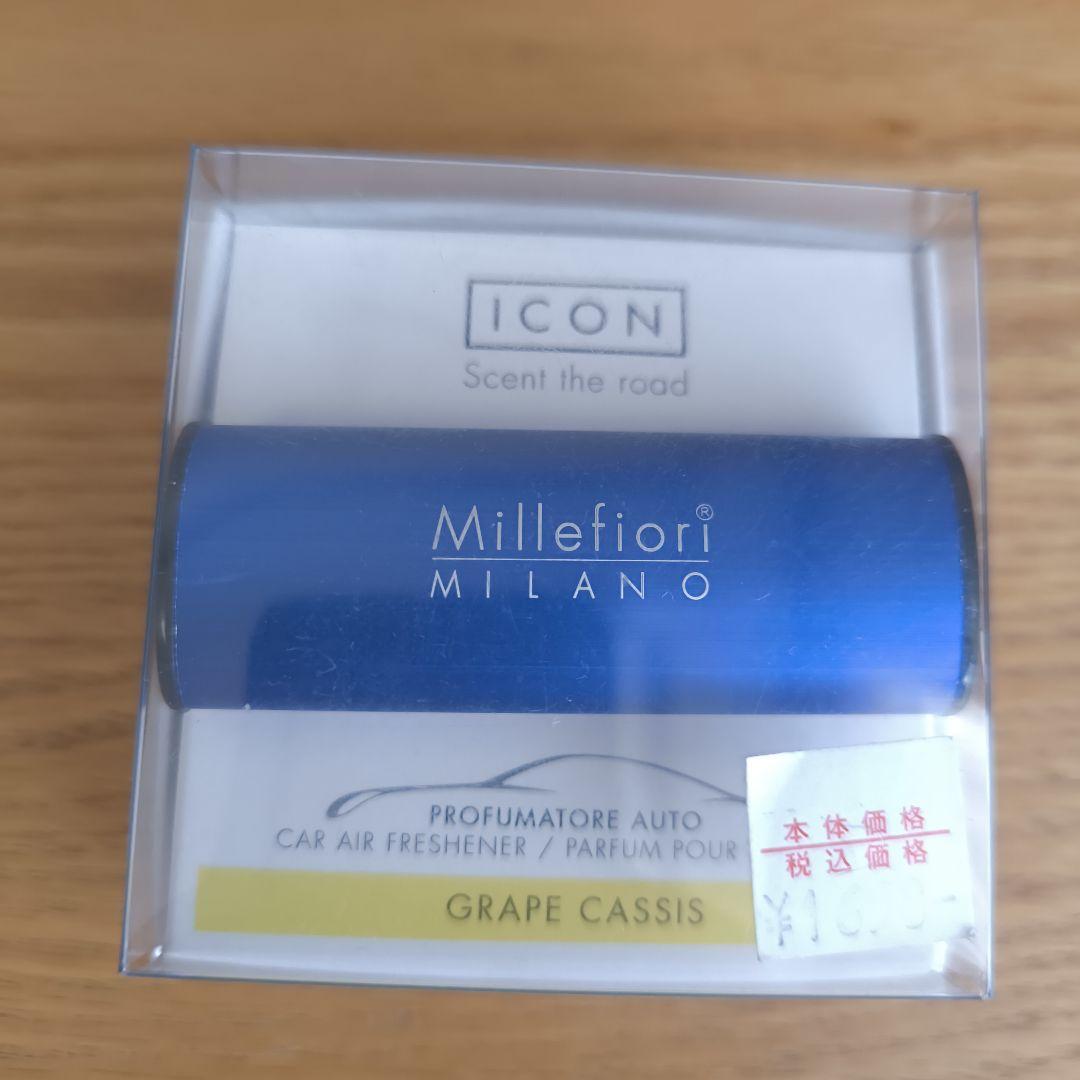 ICON
Scent the road
Millefiori®
MILANO
PROFUMATORE AUTO
CAR AIR FRESHENER / PARFUM POUR
GRAPE CASSIS
本体価格
税込価格